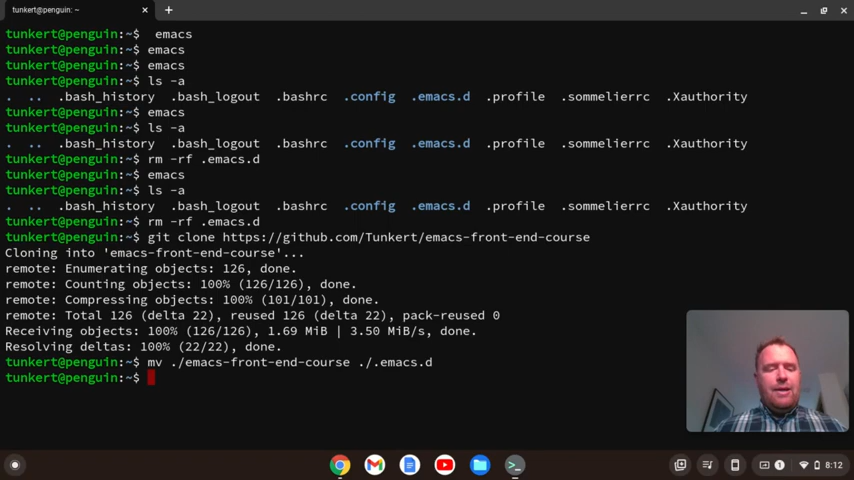 tunkert@penguin: ~
tunkert@penguin:~$  emacs
tunkert@penguin:~$ emacs
tunkert@penguin:~$ emacs
tunkert@penguin:~$ ls -a
.  ..  .bash_history  .bash_logout  .bashrc  .config  .emacs.d  .profile  .sommelierrc  .Xauthority
tunkert@penguin:~$ emacs
tunkert@penguin:~$ ls -a
.  ..  .bash_history  .bash_logout  .bashrc  .config  .emacs.d  .profile  .sommelierrc  .Xauthority
tunkert@penguin:~$ rm -rf .emacs.d
tunkert@penguin:~$ emacs
tunkert@penguin:~$ ls -a
.  ..  .bash_history  .bash_logout  .bashrc  .config  .emacs.d  .profile  .sommelierrc  .Xauthority
tunkert@penguin:~$ rm -rf .emacs.d
tunkert@penguin:~$ git clone https://github.com/Tunkert/emacs-front-end-course
Cloning into 'emacs-front-end-course'...
remote: Enumerating objects: 126, done.
remote: Counting objects: 100% (126/126), done.
remote: Compressing objects: 100% (101/101), done.
remote: Total 126 (delta 22), reused 126 (delta 22), pack-reused 0
Receiving objects: 100% (126/126), 1.69 MiB | 3.50 MiB/s, done.
Resolving deltas: 100% (22/22), done.
tunkert@penguin:~$ mv ./emacs-front-end-course ./.emacs.d
tunkert@penguin:~$
1 8:12